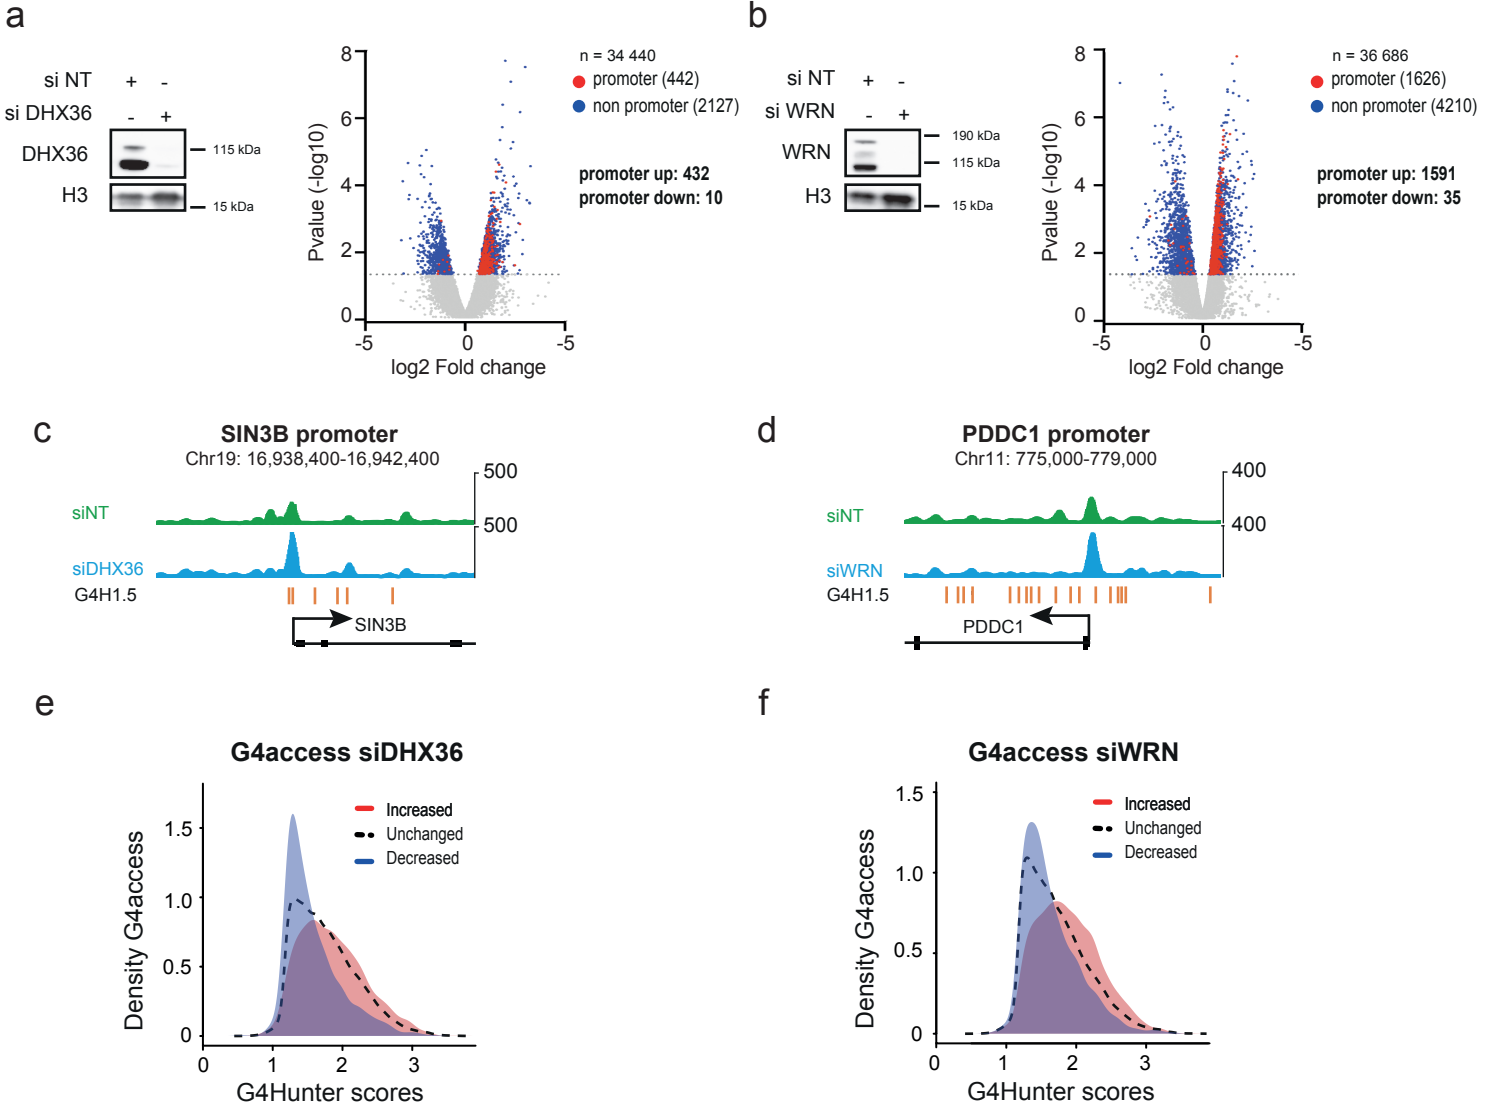 a
si NT + -
si DHX36 - +
DHX36
115 kDa
H3
15 kDa
8
6
4
2
0
Pvalue (-log10)
-5 0 -5
log2 Fold change
n = 34 440
promoter (442)
non promoter (2127)
promoter up: 432
promoter down: 10
b
si NT + -
si WRN - +
WRN
190 kDa
115 kDa
H3
15 kDa
8
6
4
2
0
Pvalue (-log10)
-5 0 -5
log2 Fold change
n = 36 686
promoter (1626)
non promoter (4210)
promoter up: 1591
promoter down: 35
c
SIN3B promoter
Chr19: 16,938,400-16,942,400
500
siNT
500
siDHX36
G4H1.5
SIN3B
d
PDDC1 promoter
Chr11: 775,000-779,000
400
siNT
400
siWRN
G4H1.5
PDDC1
e
G4access siDHX36
Increased
Unchanged
Decreased
1.5
1.0
0.5
0
Density G4access
0 1 2 3
G4Hunter scores
f
G4access siWRN
Increased
Unchanged
Decreased
1.5
1.0
0.5
0
Density G4access
0 1 2 3
G4Hunter scores